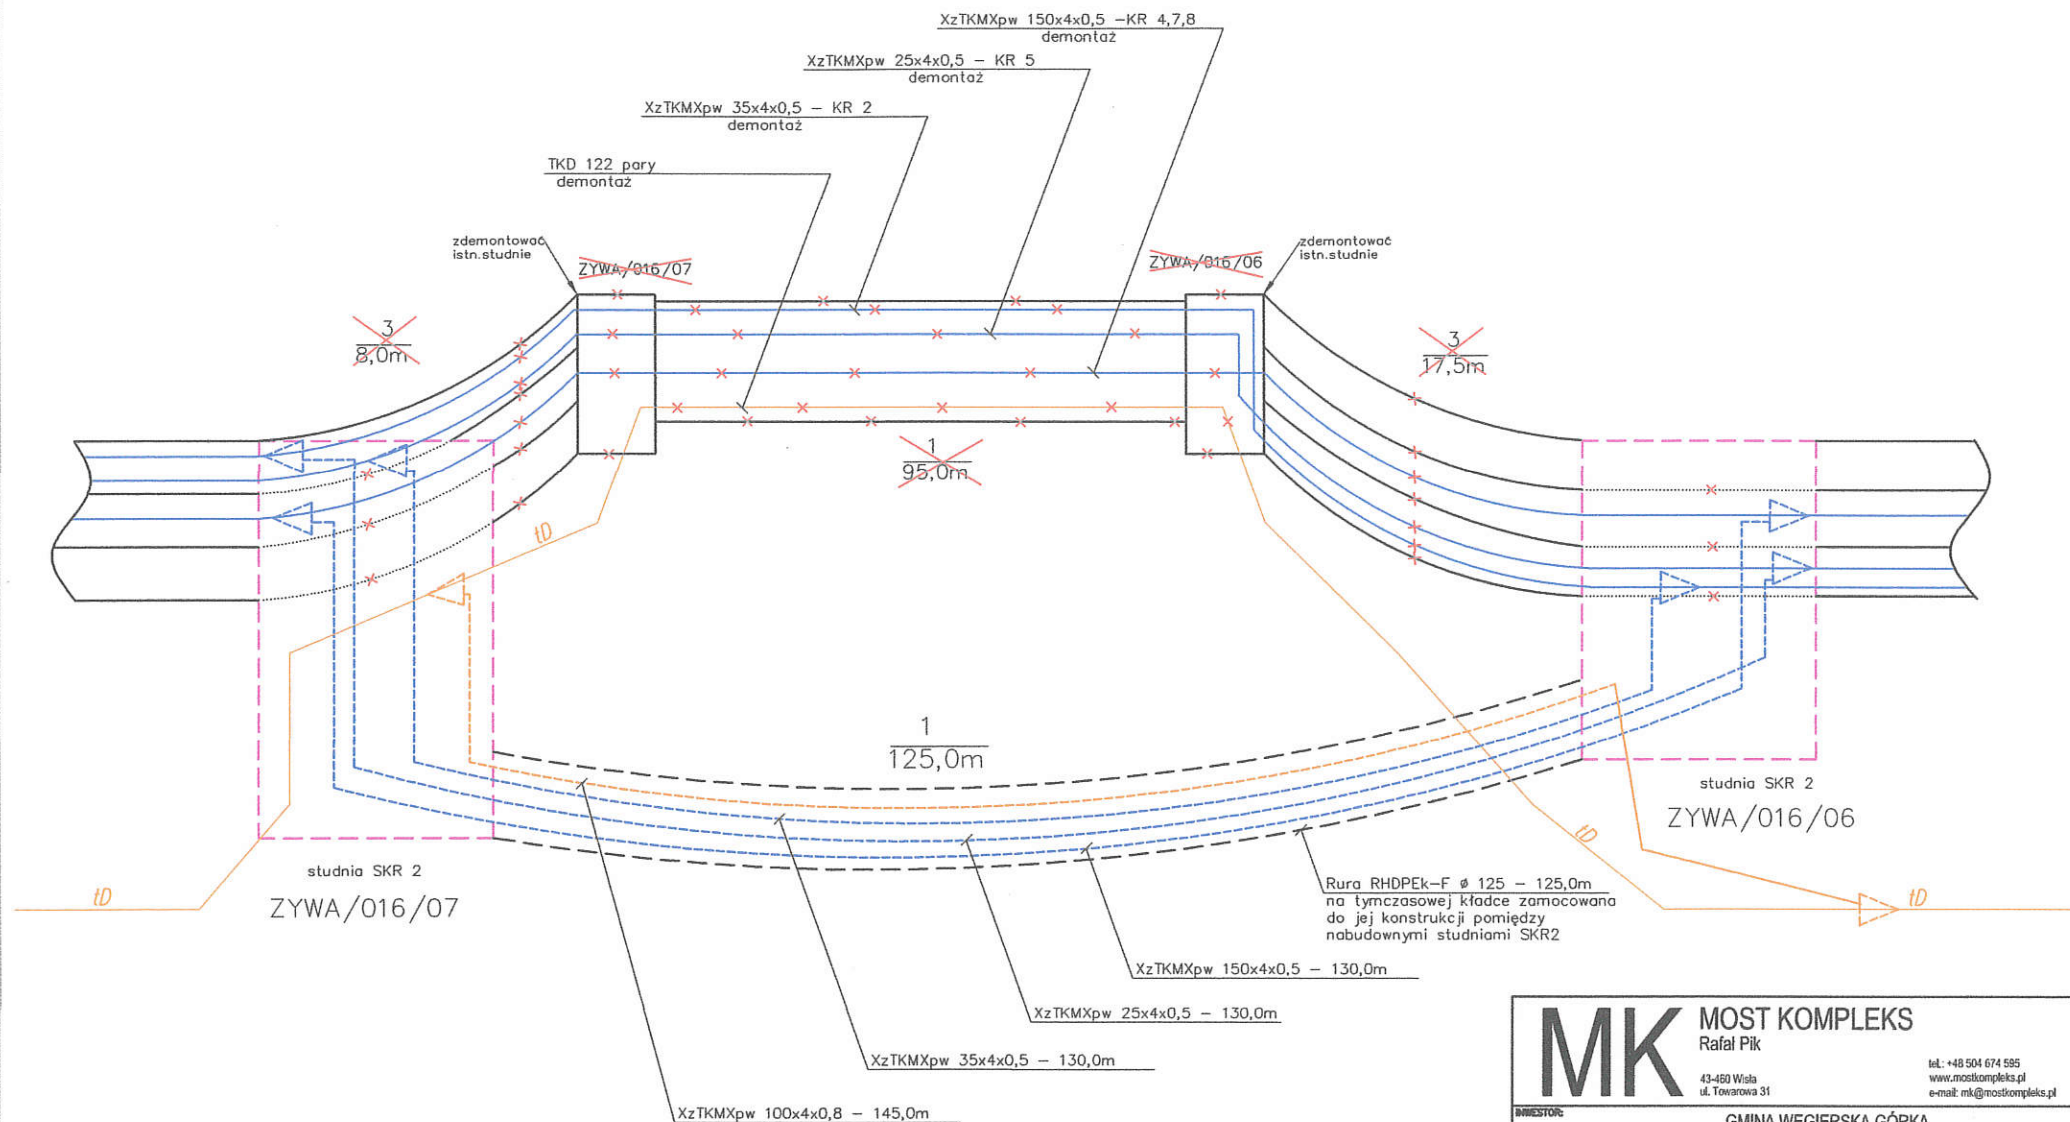 XzTKMXpw 150x4x0,5 –KR 4,7,8
demontaż
XzTKMXpw 25x4x0,5 – KR 5
demontaż
XzTKMXpw 35x4x0,5 – KR 2
demontaż
TKD 122 pary
demontaż
zdemontować
istn.studnie
ZYWA/016/07
ZYWA/016/06
zdemontować
istn.studnie
3
8,0m
3
17,5m
1
95,0m
tD
1
125,0m
studnia SKR 2
ZYWA/016/06
tD
studnia SKR 2
ZYWA/016/07
tD
tD
Rura RHDPEk–F ø 125 – 125,0m
na tymczasowej kładce zamocowana
do jej konstrukcji pomiędzy
nabudownymi studniami SKR2
XzTKMXpw 150x4x0,5 – 130,0m
XzTKMXpw 25x4x0,5 – 130,0m
XzTKMXpw 35x4x0,5 – 130,0m
XzTKMXpw 100x4x0,8 – 145,0m
MK
MOST KOMPLEKS
Rafał Pik
43-460 Wisła
ul. Towarowa 31
tel.: +48 504 674 595
www.mostkompleks.pl
e-mail: mk@mostkompleks.pl
INWESTOR:
GMINA WĘGIERSKA GÓRKA